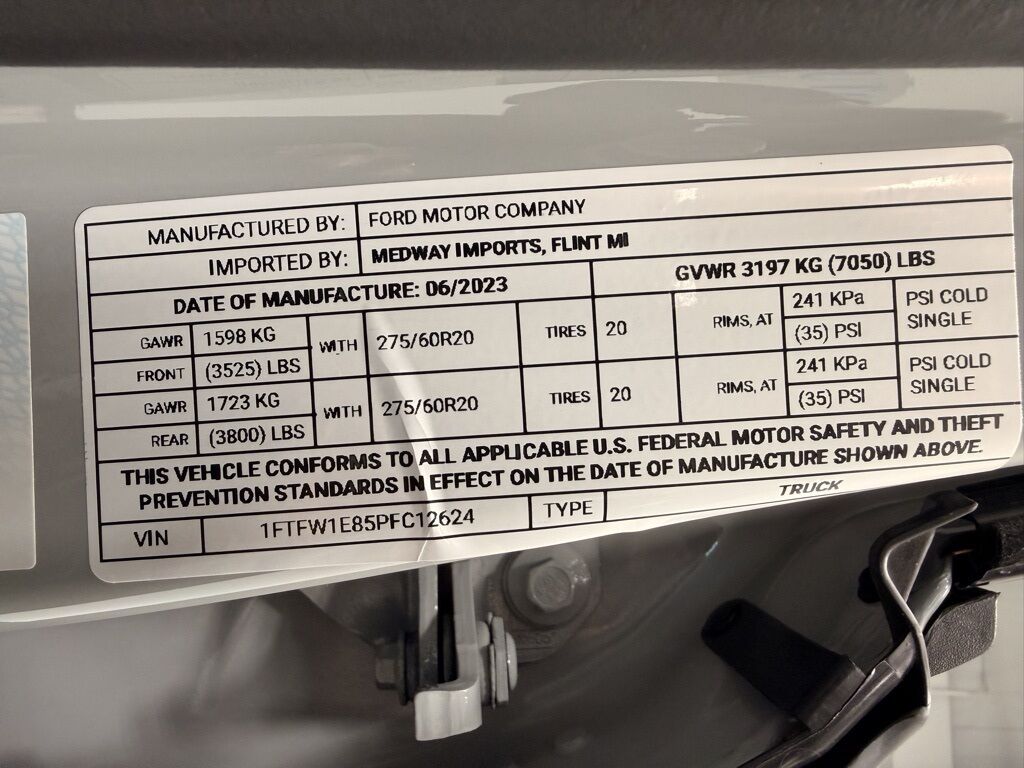 MANUFACTURED BY: FORD MOTOR COMPANY
IMPORTED BY: MEDWAY IMPORTS, FLINT MI
DATE OF MANUFACTURE: 06/2023 GVWR 3197 KG (7050) LBS
GAWR 1598 KG WITH 275/60R20 TIRES 20 RIMS, AT 241 KPa PSI COLD
FRONT (3525) LBS (35) PSI SINGLE
GAWR 1723 KG WITH 275/60R20 TIRES 20 RIMS, AT 241 KPa PSI COLD
REAR (3800) LBS (35) PSI SINGLE
THIS VEHICLE CONFORMS TO ALL APPLICABLE U.S. FEDERAL MOTOR SAFETY AND THEFT
PREVENTION STANDARDS IN EFFECT ON THE DATE OF MANUFACTURE SHOWN ABOVE.
VIN 1FTFW1E85PFC12624 TYPE TRUCK